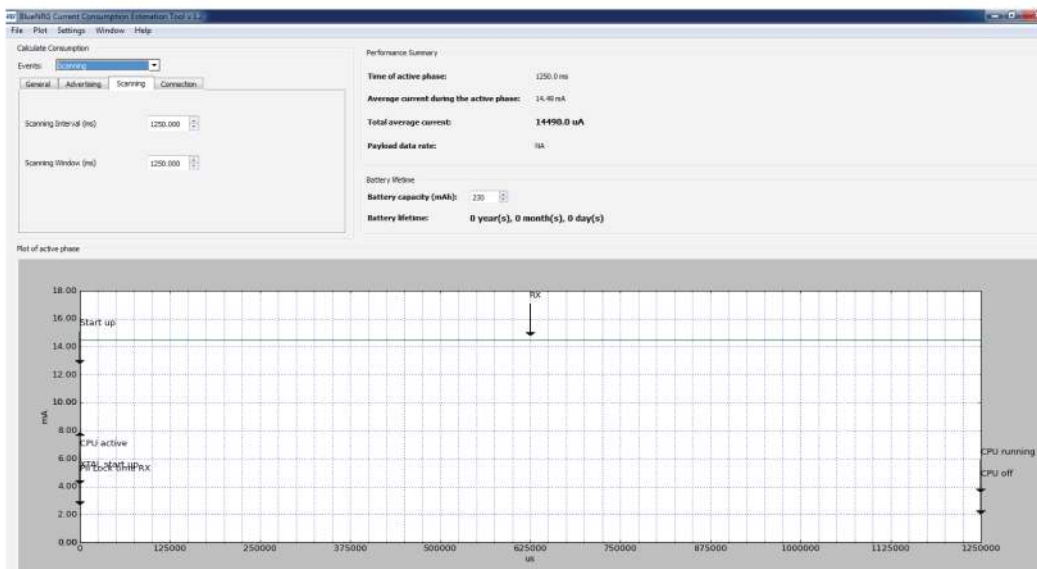 BlueNRG Current Consumption Estimation Tool v 1.2
File Plot Settings Window Help
Calculate Consumption
Events: Scanning
General Advertising Scanning Connection
Scanning Interval (ms) 1250.000
Scanning Window (ms) 1250.000
Performance Summary
Time of active phase: 1250.0 ms
Average current during the active phase: 14.48 mA
Total average current: 14490.0 uA
Payload data rate: NA
Battery lifetime
Battery capacity (mAh): 230
Battery lifetime: 0 year(s), 0 month(s), 0 day(s)
Plot of active phase
18.00
16.00
14.00
12.00
10.00
8.00
6.00
4.00
2.00
0.00
mA
Start up
RX
CPU active
XTAL start up
Pll Lock time RX
CPU running
CPU off
0 125000 250000 375000 500000 625000 750000 875000 1000000 1125000 1250000
us